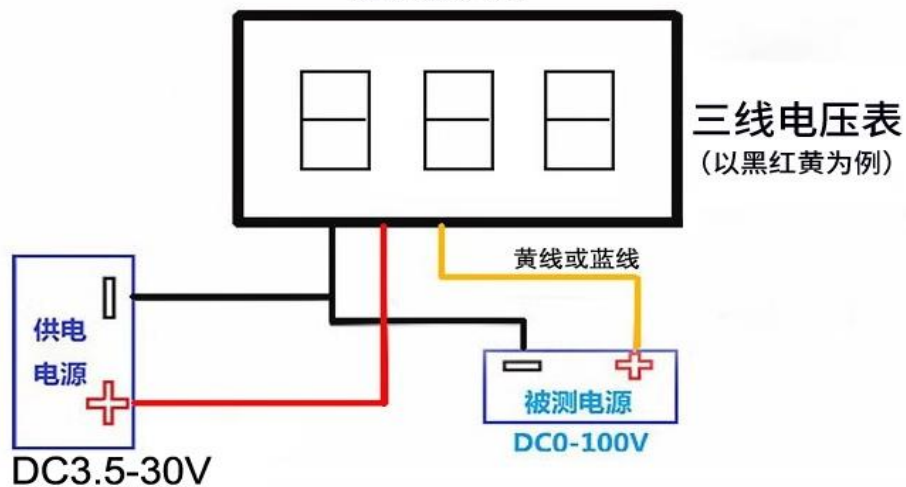 三线电压表
（以黑红黄为例）
黄线或蓝线
供电
电源
被测电源
DC0-100V
DC3.5-30V